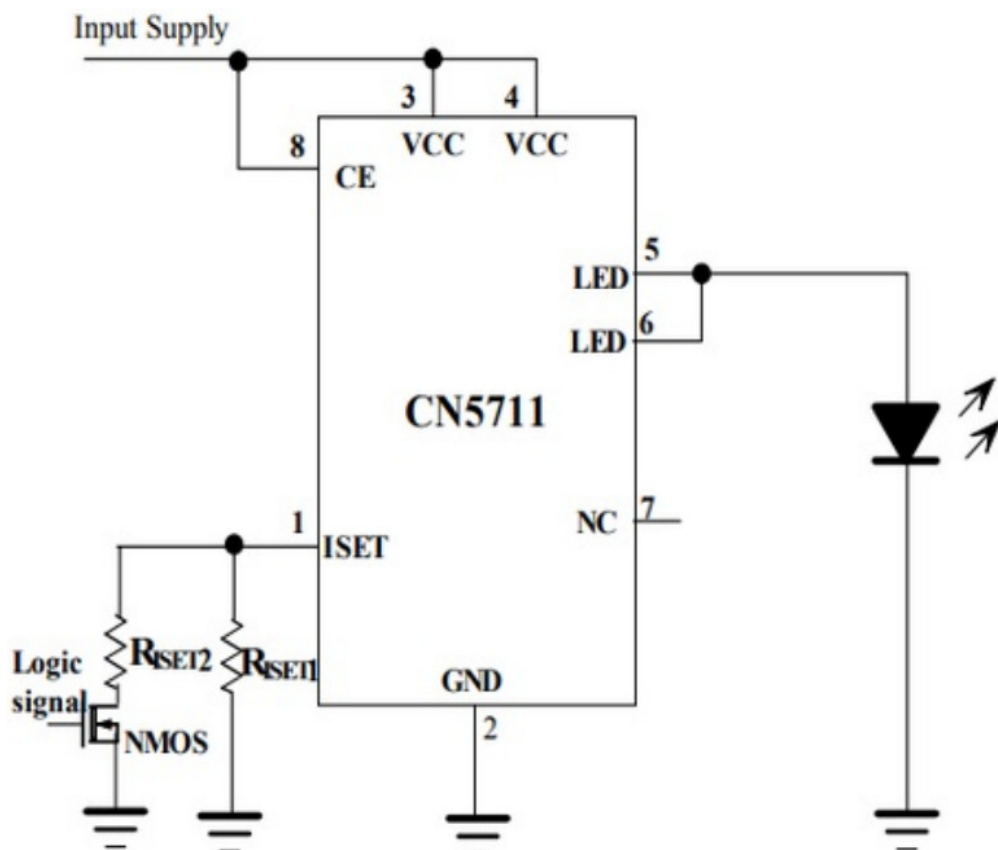 Input Supply
3
4
8
VCC
VCC
CE
5
LED
6
LED
CN5711
1
7
NC
ISET
RISET2
RISET1
Logic
signal
GND
NMOS
2